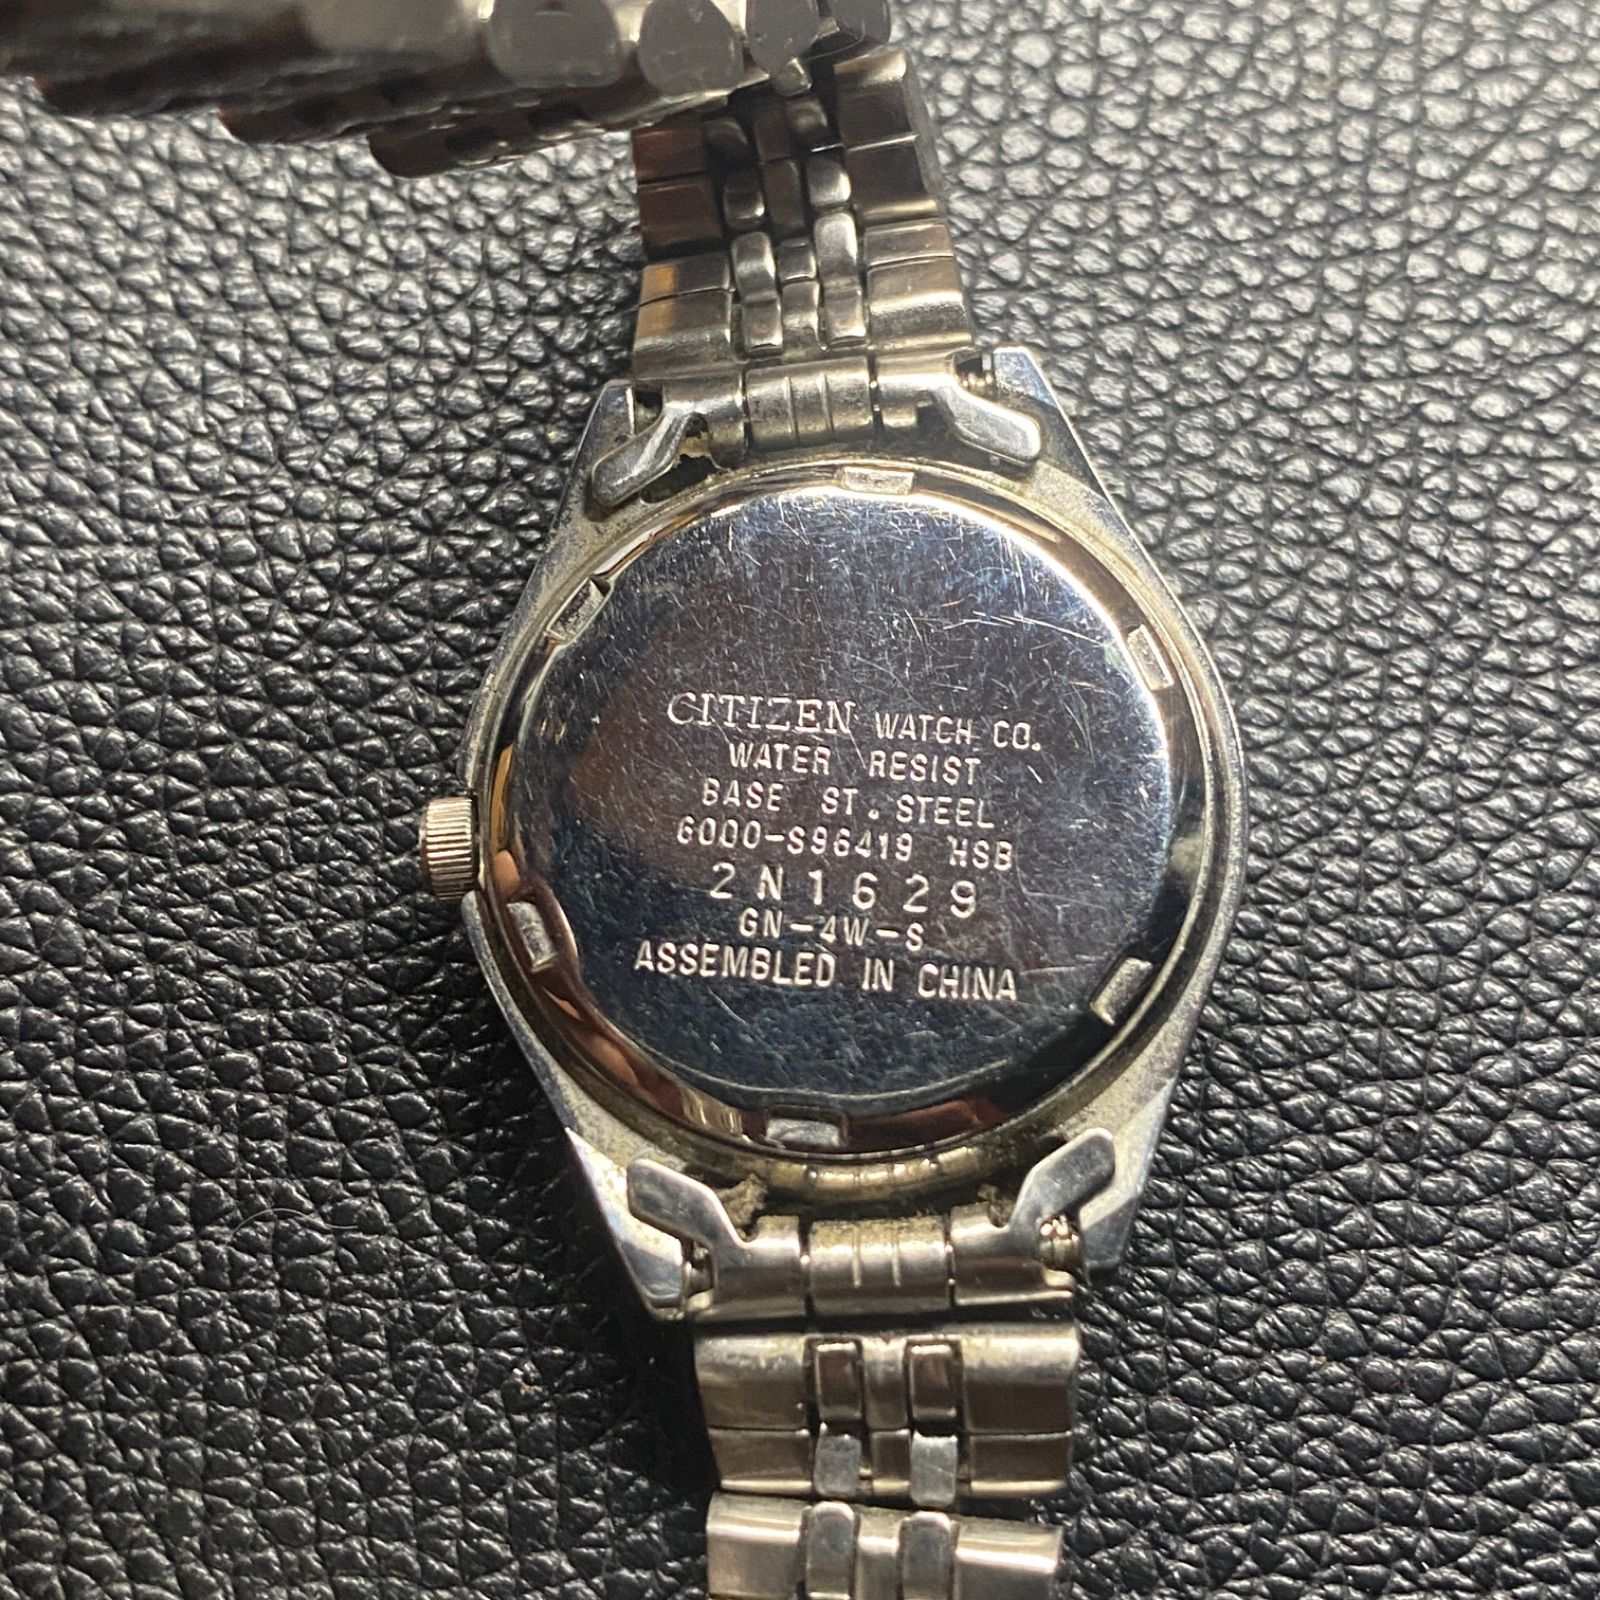 CITIZEN WATCH CO.
WATER RESIST
BASE ST. STEEL
6000-S96419 HSB
2N1629
GN-4W-S
ASSEMBLED IN CHINA